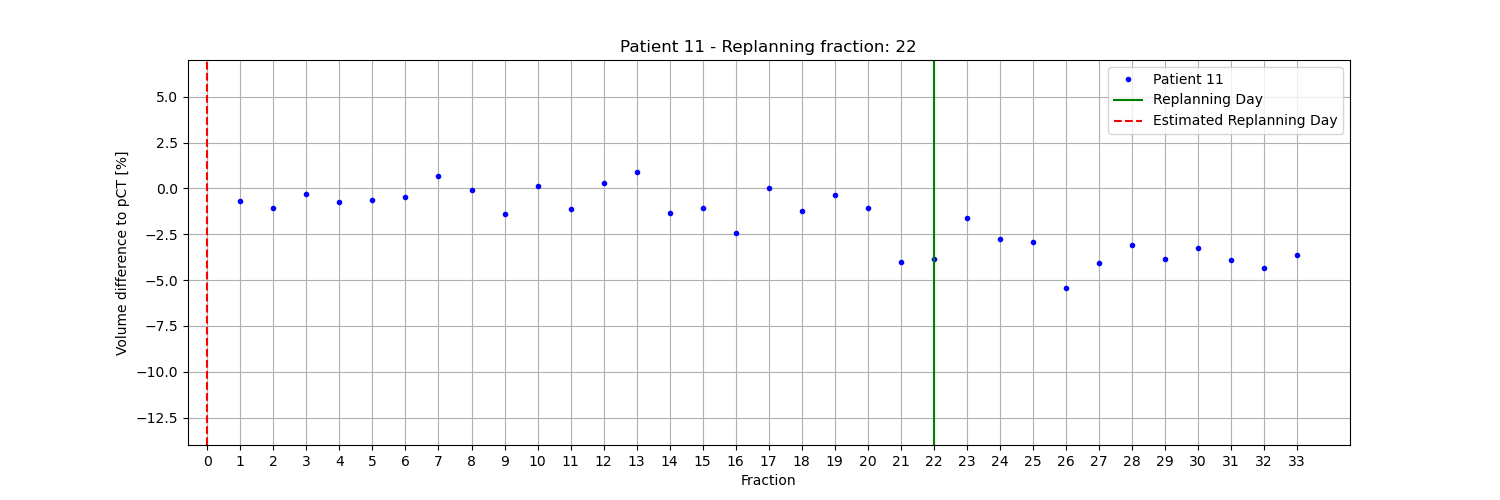 Patient 11 - Replanning fraction: 22
Patient 11
Replanning Day
Estimated Replanning Day
Volume difference to pCT [%]
5.0
2.5
0.0
−2.5
−5.0
−7.5
−10.0
−12.5
0 1 2 3 4 5 6 7 8 9 10 11 12 13 14 15 16 17 18 19 20 21 22 23 24 25 26 27 28 29 30 31 32 33
Fraction